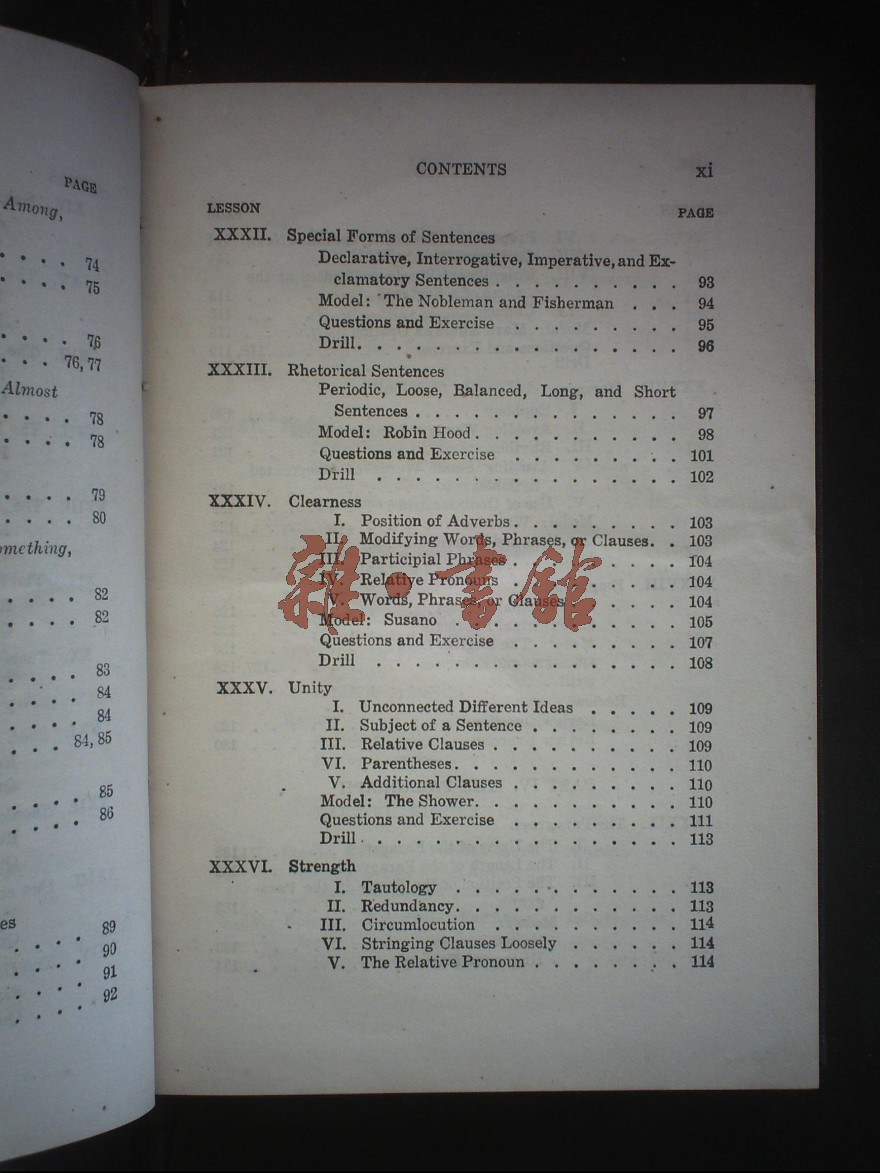 PAGE
Among,
. . . . 74
. . . . 75
. . . . 76
. . . 76, 77
Almost
. . . . 78
. . . . 78
. . . . 79
. . . . 80
omething,
. . . . 82
. . . . 82
. . . . 83
. . . . 84
. . . . 84
. . . 84, 85
. . . . 85
. . . . 86
es
. . . . 89
. . . . 90
. . . . 91
. . . . 92
CONTENTS xi
LESSON PAGE
XXXII. Special Forms of Sentences
Declarative, Interrogative, Imperative, and Ex-
clamatory Sentences . . . . . . . . . . 93
Model: The Nobleman and Fisherman . . . 94
Questions and Exercise . . . . . . . . . 95
Drill. . . . . . . . . . . . . . . . . . 96
XXXIII. Rhetorical Sentences
Periodic, Loose, Balanced, Long, and Short
Sentences . . . . . . . . . . . . . . 97
Model: Robin Hood . . . . . . . . . . . 98
Questions and Exercise . . . . . . . . . 101
Drill . . . . . . . . . . . . . . . . 102
XXXIV. Clearness
I. Position of Adverbs . . . . . . . . . 103
II. Modifying Words, Phrases, or Clauses. . 103
III. Participial Phrases . . . . . . . . . 104
IV. Relative Pronouns . . . . . . . . . 104
V. Words, Phrases, or Clauses . . . . . . 104
Model: Susano . . . . . . . . . . . . 105
Questions and Exercise . . . . . . . . . 107
Drill . . . . . . . . . . . . . . . . 108
XXXV. Unity
I. Unconnected Different Ideas . . . . . 109
II. Subject of a Sentence . . . . . . . . 109
III. Relative Clauses . . . . . . . . . . 109
VI. Parentheses. . . . . . . . . . . . 110
V. Additional Clauses . . . . . . . . . 110
Model: The Shower. . . . . . . . . . . 110
Questions and Exercise . . . . . . . . . 111
Drill . . . . . . . . . . . . . . . . . 113
XXXVI. Strength
I. Tautology . . . . . . . . . . . . 113
II. Redundancy. . . . . . . . . . . . 113
III. Circumlocution . . . . . . . . . . 114
VI. Stringing Clauses Loosely . . . . . . 114
V. The Relative Pronoun . . . . . . . . 114
雜·書館